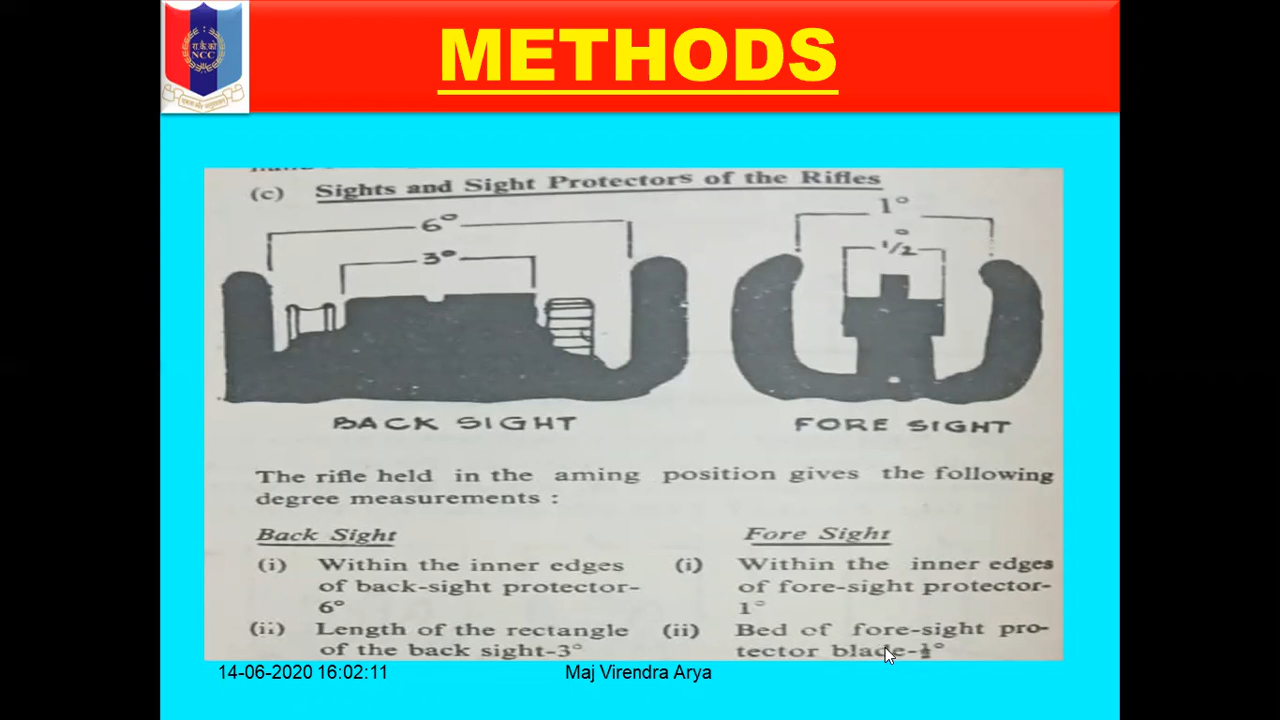 METHODS
रा.कै.को
NCC
(c) Sights and Sight Protectors of the Rifles
6° 1°
3° 1/2°
BACK SIGHT FORE SIGHT
The rifle held in the aming position gives the following
degree measurements :
Back Sight Fore Sight
(i) Within the inner edges (i) Within the inner edges
of back-sight protector- of fore-sight protector-
6° 1°
(ii) Length of the rectangle (ii) Bed of fore-sight pro-
of the back sight-3° tector blade-½°
14-06-2020 16:02:11 Maj Virendra Arya